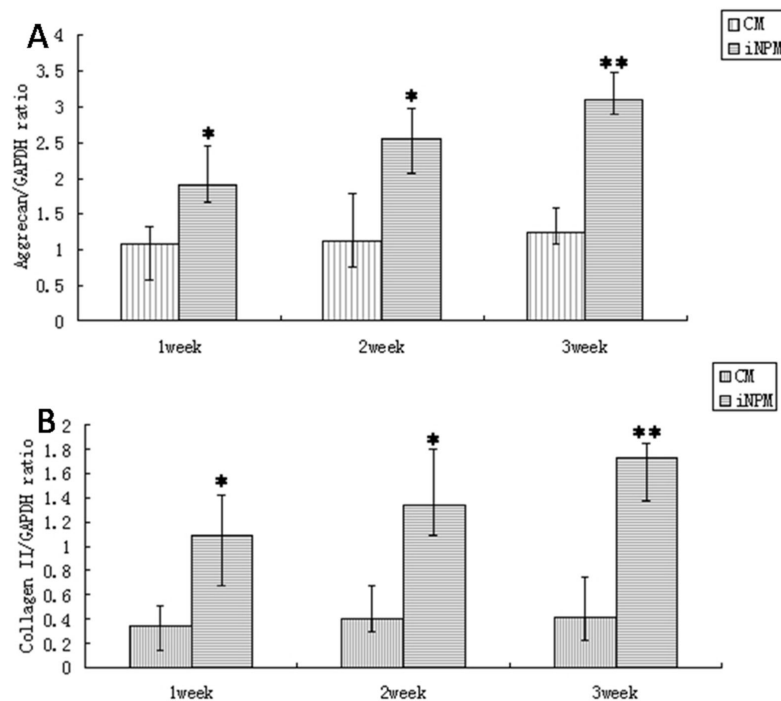 A
CM
iNPM
Aggrecan/GAPDH ratio
4
3.5
3
2.5
2
1.5
1
0.5
0
*
*
**
1week
2week
3week
B
CM
iNPM
Collagen II/GAPDH ratio
2
1.8
1.6
1.4
1.2
1
0.8
0.6
0.4
0.2
0
*
*
**
1week
2week
3week